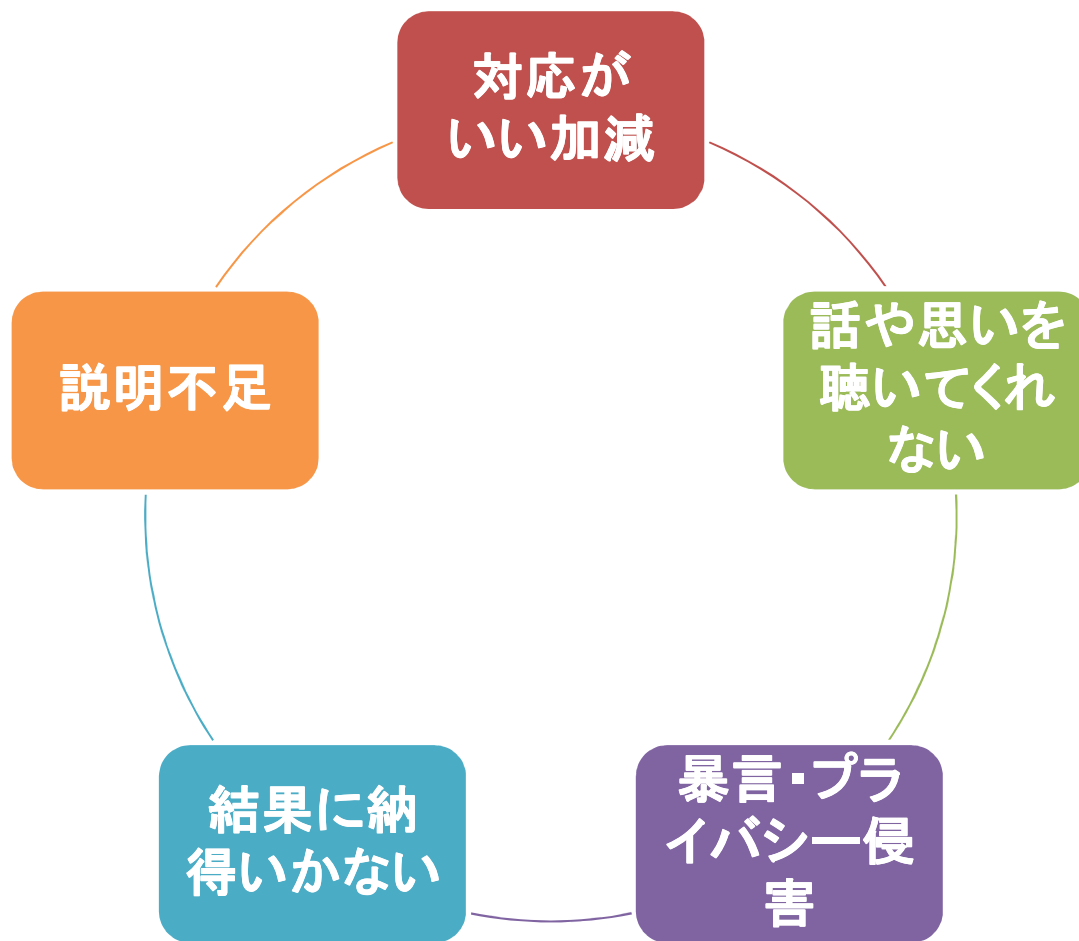 対応が
いい加減
話や思いを
聴いてくれ
ない
暴言・プラ
イバシー侵
害
結果に納
得いかない
説明不足